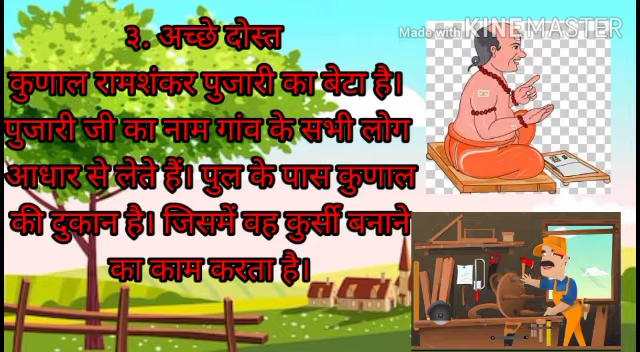 Made with KINEMASTER
३. अच्छे दोस्त
कुणाल रामशंकर पुजारी का बेटा है।
पुजारी जी का नाम गांव के सभी लोग
आधार से लेते हैं। पुल के पास कुणाल
की दुकान है। जिसमें वह कुर्सी बनाने
का काम करता है।